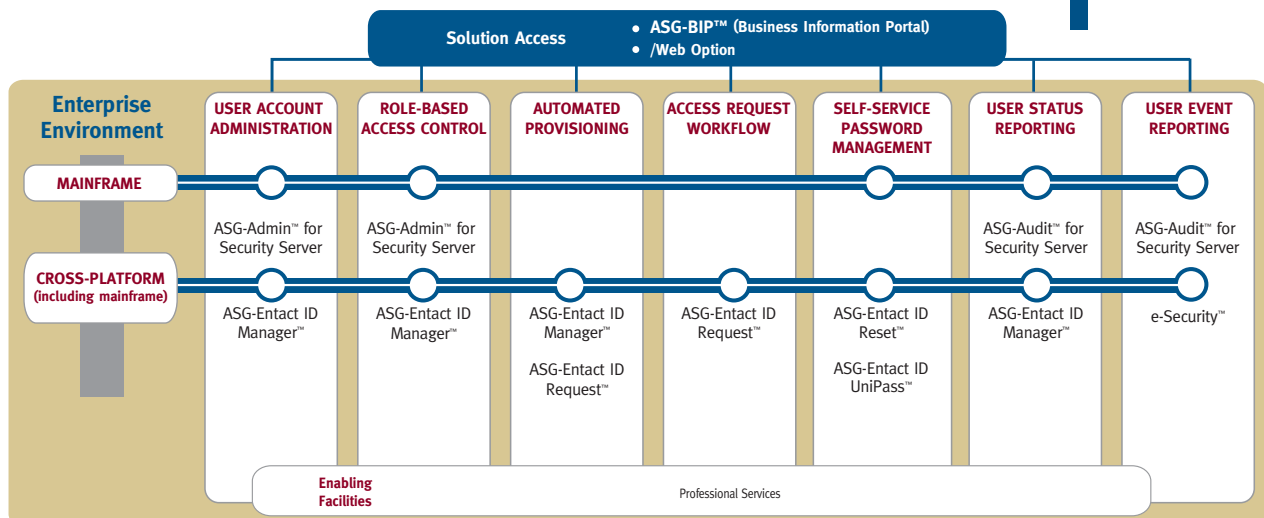 Solution Access
• ASG-BIP™ (Business Information Portal)
• /Web Option
Enterprise
Environment
USER ACCOUNT
ADMINISTRATION
ROLE-BASED
ACCESS CONTROL
AUTOMATED
PROVISIONING
ACCESS REQUEST
WORKFLOW
SELF-SERVICE
PASSWORD
MANAGEMENT
USER STATUS
REPORTING
USER EVENT
REPORTING
MAINFRAME
ASG-Admin™ for
Security Server
ASG-Admin™ for
Security Server
ASG-Audit™ for
Security Server
ASG-Audit™ for
Security Server
CROSS-PLATFORM
(including mainframe)
ASG-Entact ID
Manager™
ASG-Entact ID
Manager™
ASG-Entact ID
Manager™
ASG-Entact ID
Request™
ASG-Entact ID
Request™
ASG-Entact ID
Reset™
ASG-Entact ID
UniPass™
ASG-Entact ID
Manager™
e-Security™
Enabling
Facilities
Professional Services